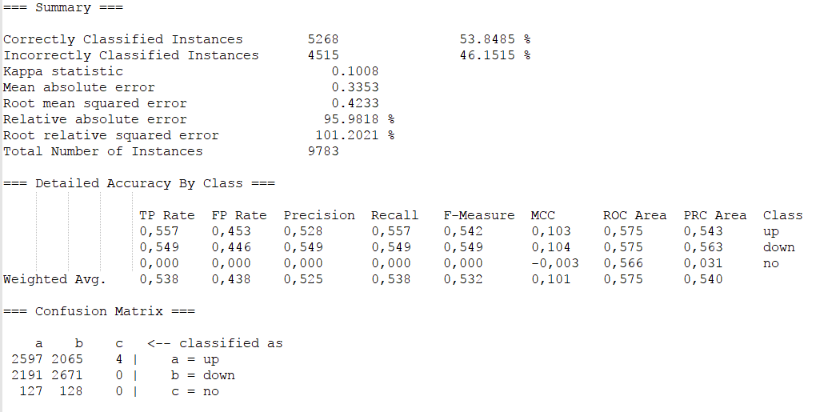 === Summary ===
Correctly Classified Instances 5268 53.8485 %
Incorrectly Classified Instances 4515 46.1515 %
Kappa statistic 0.1008
Mean absolute error 0.3353
Root mean squared error 0.4233
Relative absolute error 95.9818 %
Root relative squared error 101.2021 %
Total Number of Instances 9783
=== Detailed Accuracy By Class ===
TP Rate FP Rate Precision Recall F-Measure MCC ROC Area PRC Area Class
0,557 0,453 0,528 0,557 0,542 0,103 0,575 0,543 up
0,549 0,446 0,549 0,549 0,549 0,104 0,575 0,563 down
0,000 0,000 0,000 0,000 0,000 -0,003 0,566 0,031 no
Weighted Avg. 0,538 0,438 0,525 0,538 0,532 0,101 0,575 0,540
=== Confusion Matrix ===
a b c <-- classified as
2597 2065 4 | a = up
2191 2671 0 | b = down
127 128 0 | c = no